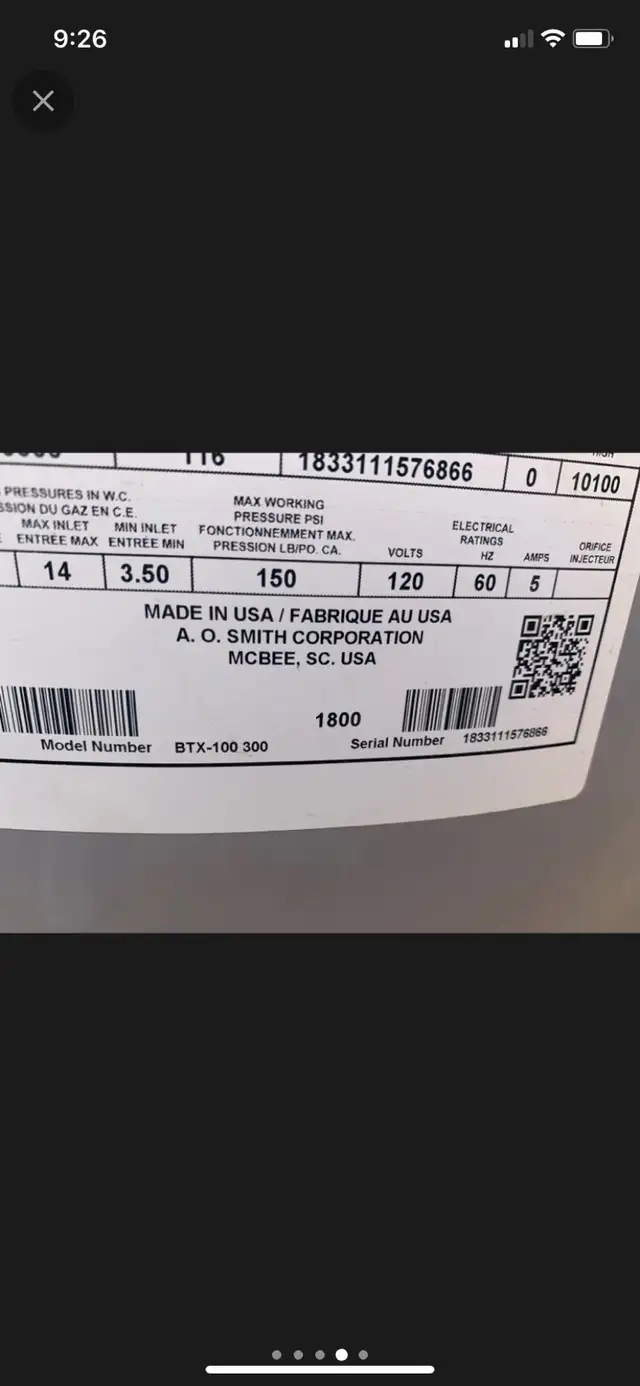 9:26
116 1833111576866 0 10100
PRESSURES IN W.C.
DU GAZ EN C.E.
MAX INLET MIN INLET
ENTRÉE MAX ENTRÉE MIN
MAX WORKING
PRESSURE PSI
FONCTIONNEMMENT MAX.
PRESSION LB/PO. CA.
VOLTS
ELECTRICAL
RATINGS
HZ AMPS
ORIFICE
INJECTEUR
14 3.50 150 120 60 5
MADE IN USA / FABRIQUE AU USA
A. O. SMITH CORPORATION
MCBEE, SC. USA
1800
Model Number BTX-100 300 Serial Number 1833111576866